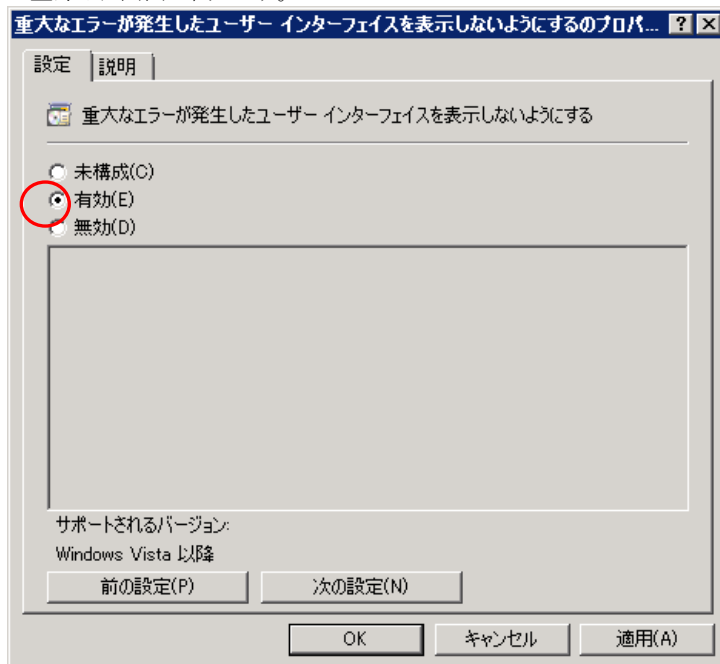 重大なエラーが発生したユーザー インターフェイスを表示しないようにするのプロパ... ? ×
設定 説明
重大なエラーが発生したユーザー インターフェイスを表示しないようにする
未構成(C)
有効(E)
無効(D)
サポートされるバージョン:
Windows Vista 以降
前の設定(P) 次の設定(N)
OK キャンセル 適用(A)